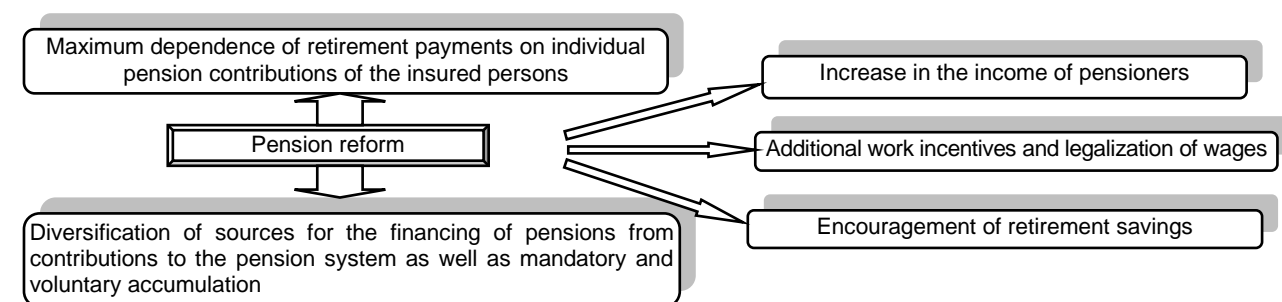 Maximum dependence of retirement payments on individual
pension contributions of the insured persons
Pension reform
Diversification of sources for the financing of pensions from
contributions to the pension system as well as mandatory and
voluntary accumulation
Increase in the income of pensioners
Additional work incentives and legalization of wages
Encouragement of retirement savings